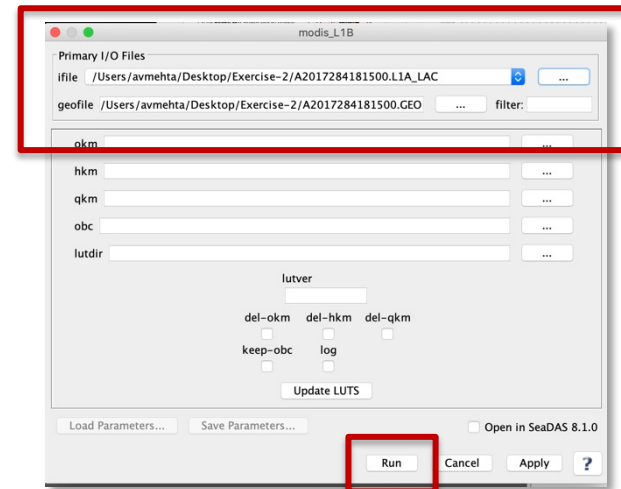 modis_L1B
Primary I/O Files
ifile /Users/avmehta/Desktop/Exercise-2/A2017284181500.L1A_LAC ...
geofile /Users/avmehta/Desktop/Exercise-2/A2017284181500.GEO ... filter:
okm ...
hkm ...
qkm ...
obc ...
lutdir ...
lutver
del-okm del-hkm del-qkm
keep-obc log
Update LUTS
Load Parameters... Save Parameters... Open in SeaDAS 8.1.0
Run Cancel Apply ?